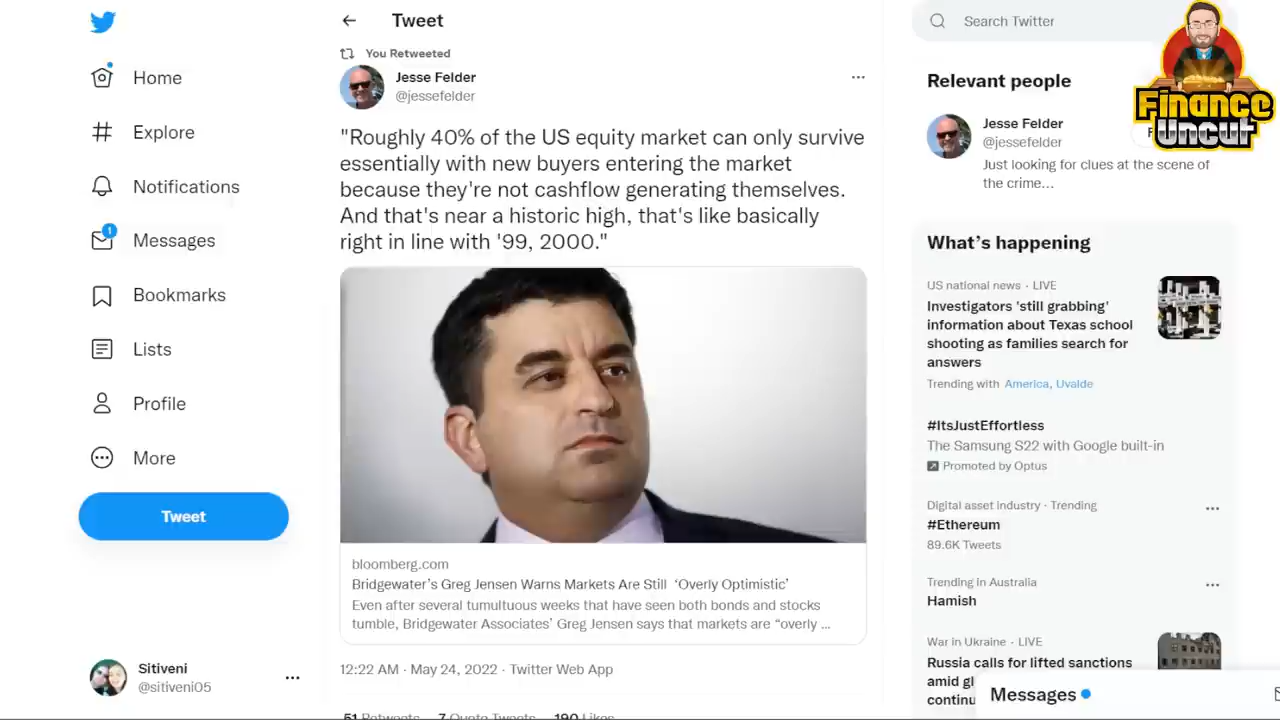 Home
Explore
Notifications
1
Messages
Bookmarks
Lists
Profile
More
Tweet
Sitiveni
@sitiveni05
Tweet
You Retweeted
Jesse Felder
@jessefelder
"Roughly 40% of the US equity market can only survive
essentially with new buyers entering the market
because they're not cashflow generating themselves.
And that's near a historic high, that's like basically
right in line with '99, 2000."
bloomberg.com
Bridgewater's Greg Jensen Warns Markets Are Still 'Overly Optimistic'
Even after several tumultuous weeks that have seen both bonds and stocks
tumble, Bridgewater Associates' Greg Jensen says that markets are "overly ...
12:22 AM · May 24, 2022 · Twitter Web App
51 Retweets 7 Quote Tweets 190 Likes
Search Twitter
Finance
Uncut
Relevant people
Jesse Felder
@jessefelder
Just looking for clues at the scene of
the crime...
What's happening
US national news · LIVE
Investigators 'still grabbing'
information about Texas school
shooting as families search for
answers
Trending with America, Uvalde
#ItsJustEffortless
The Samsung S22 with Google built-in
Promoted by Optus
Digital asset industry · Trending
#Ethereum
89.6K Tweets
Trending in Australia
Hamish
War in Ukraine · LIVE
Russia calls for lifted sanctions
amid gl
continu
Messages